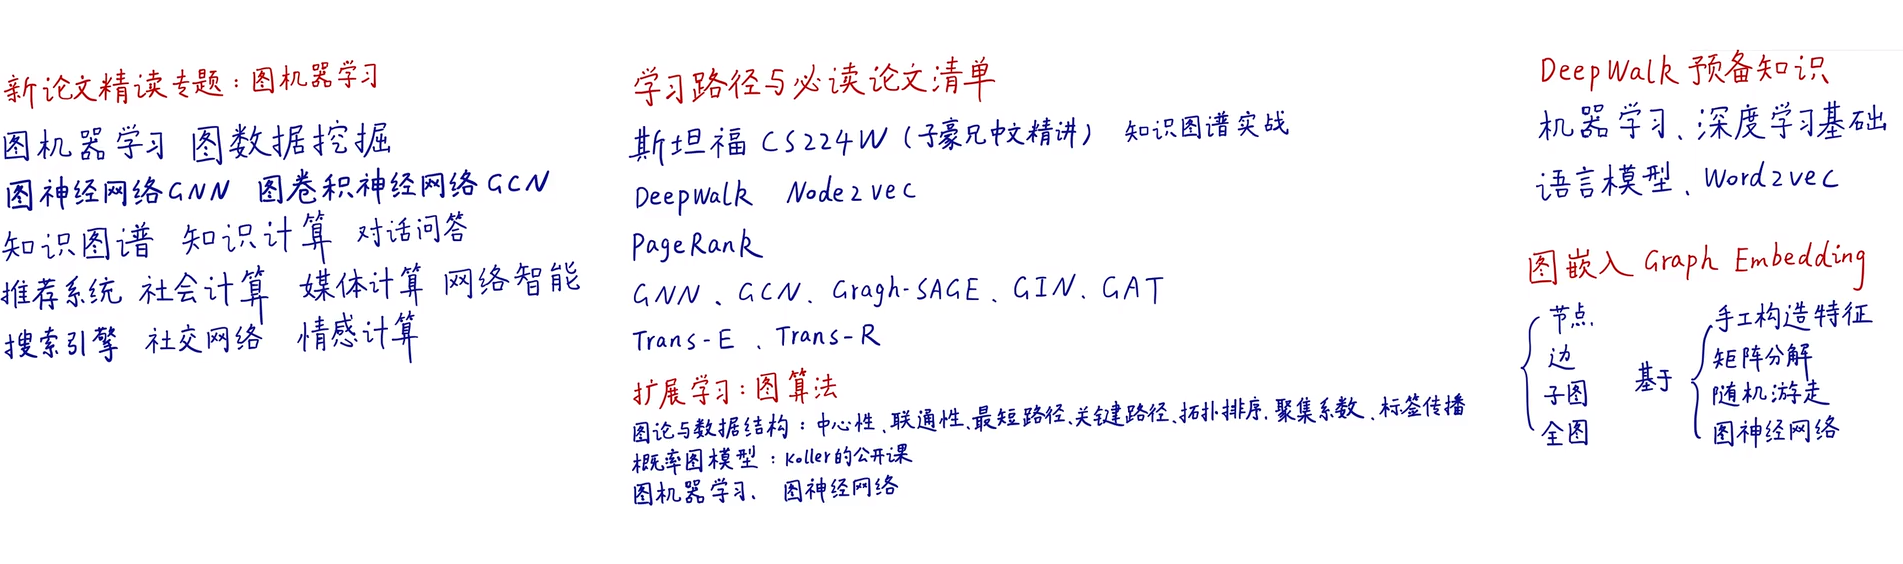 新论文精读专题：图机器学习
图机器学习 图数据挖掘
图神经网络GNN 图卷积神经网络GCN
知识图谱 知识计算 对话问答
推荐系统 社会计算 媒体计算 网络智能
搜索引擎 社交网络 情感计算
学习路径与必读论文清单
斯坦福 CS224W（子豪兄中文精讲） 知识图谱实战
DeepWalk Node2vec
PageRank
GNN、GCN、Gragh-SAGE、GIN、GAT
Trans-E、Trans-R
扩展学习：图算法
图论与数据结构：中心性、联通性、最短路径、关键路径、拓扑排序、聚集系数、标签传播
概率图模型：Koller的公开课
图机器学习、图神经网络
DeepWalk 预备知识
机器学习、深度学习基础
语言模型、Word2vec
图嵌入 Graph Embedding
节点
边
子图
全图
基于
手工构造特征
矩阵分解
随机游走
图神经网络